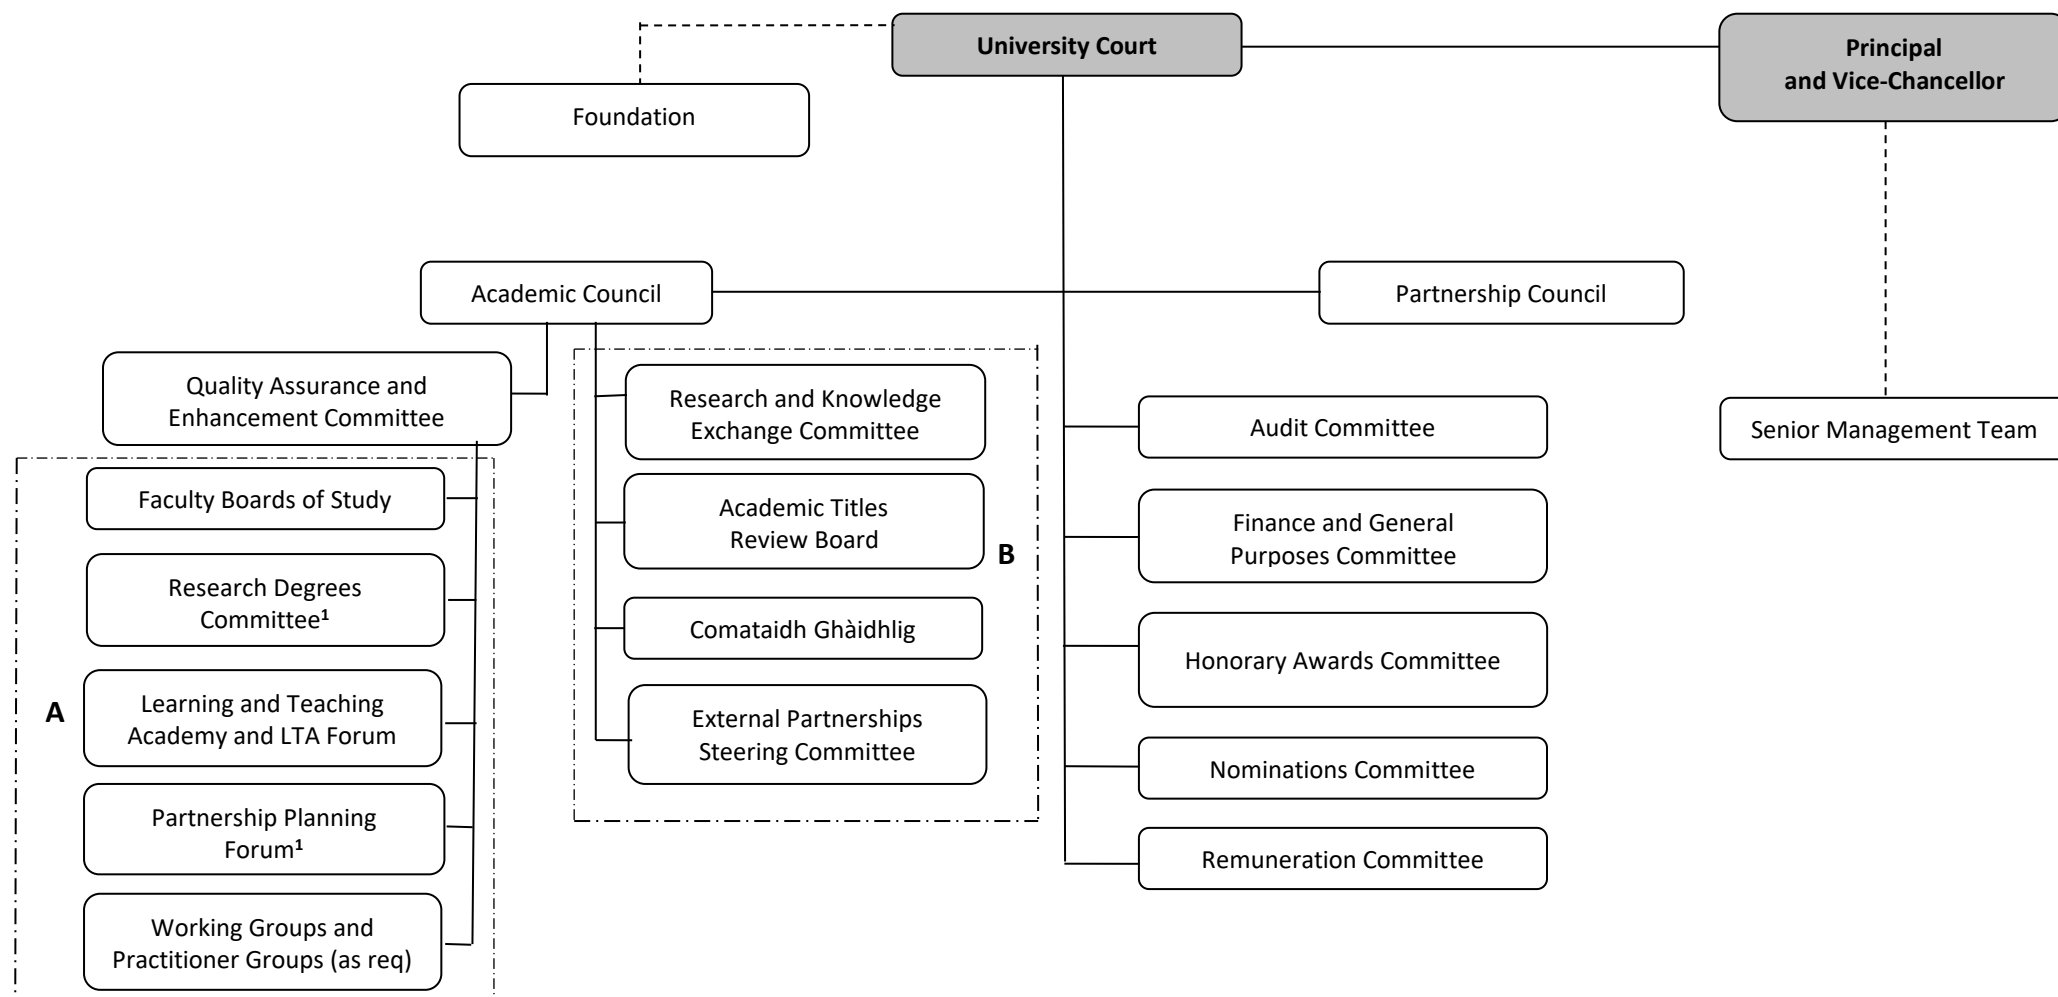 University Court
Principal
and Vice-Chancellor
Foundation
Academic Council
Partnership Council
Quality Assurance and
Enhancement Committee
Research and Knowledge
Exchange Committee
Audit Committee
Senior Management Team
Faculty Boards of Study
Academic Titles
Review Board
B
Finance and General
Purposes Committee
Research Degrees
Committee¹
Comataidh Ghàidhlig
Honorary Awards Committee
A
Learning and Teaching
Academy and LTA Forum
External Partnerships
Steering Committee
Nominations Committee
Partnership Planning
Forum¹
Remuneration Committee
Working Groups and
Practitioner Groups (as req)